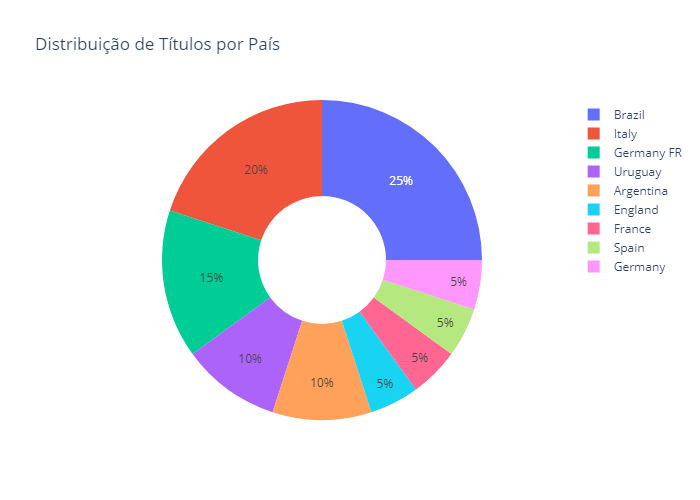 Distribuição de Títulos por País
Brazil
Italy
Germany FR
Uruguay
Argentina
England
France
Spain
Germany
25%
20%
15%
10%
10%
5%
5%
5%
5%